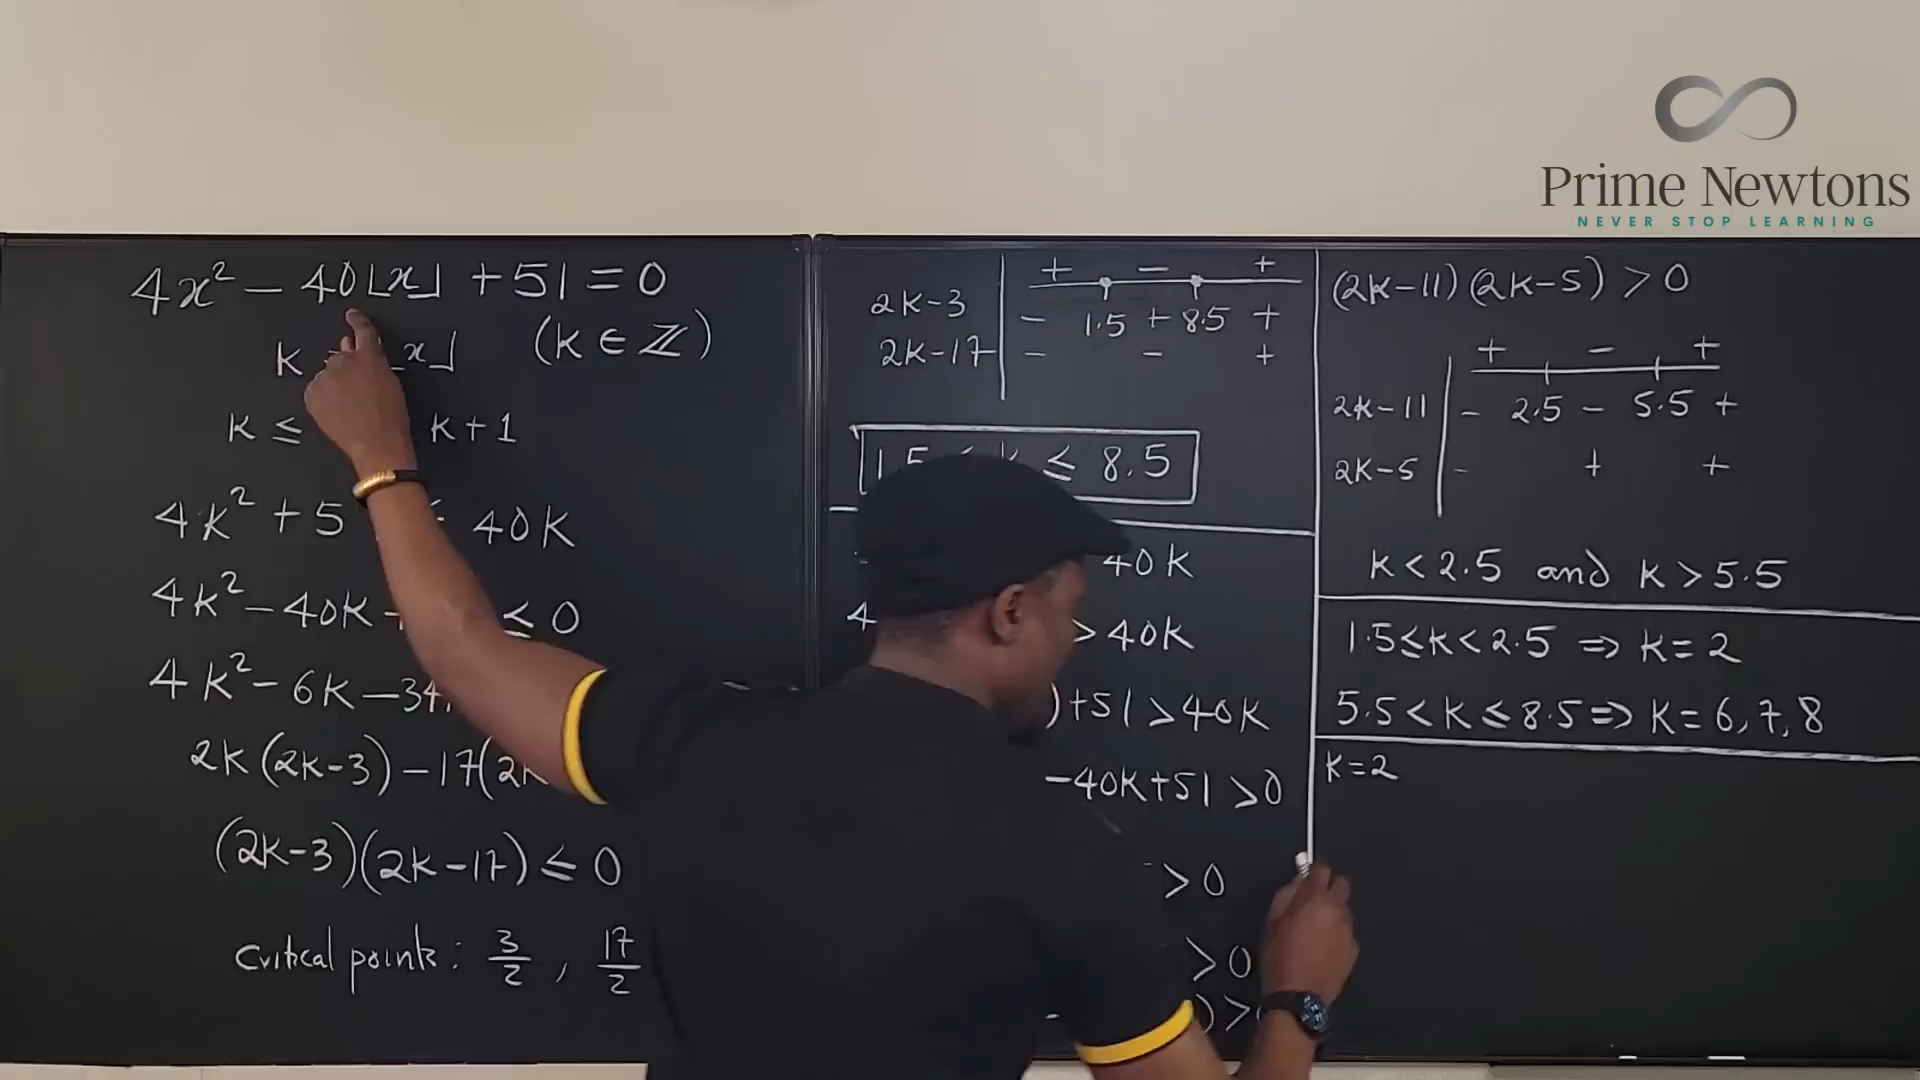 Prime Newtons
NEVER STOP LEARNING
4x² – 40⌊x⌋ + 51 = 0
k x⌋ (k ∈ ℤ)
k ≤ k + 1
4k² + 5 40k
4k² – 40k ≤ 0
4k² – 6k – 34
2k(2k–3) – 17(2k
(2k–3)(2k–17) ≤ 0
Critical points: 3/2, 17/2
+ – +
2k–3 – 1.5 + 8.5 +
2k–17 – – +
1.5 k ≤ 8.5
40k
4 > 40k
) + 51 > 40k
– 40k + 51 > 0
> 0
> 0
) >
(2k–11)(2k–5) > 0
+ – +
2k–11 – 2.5 – 5.5 +
2k–5 – + +
k < 2.5 and k > 5.5
1.5 ≤ k < 2.5 ⇒ k = 2
5.5 < k ≤ 8.5 ⇒ k = 6, 7, 8
k = 2